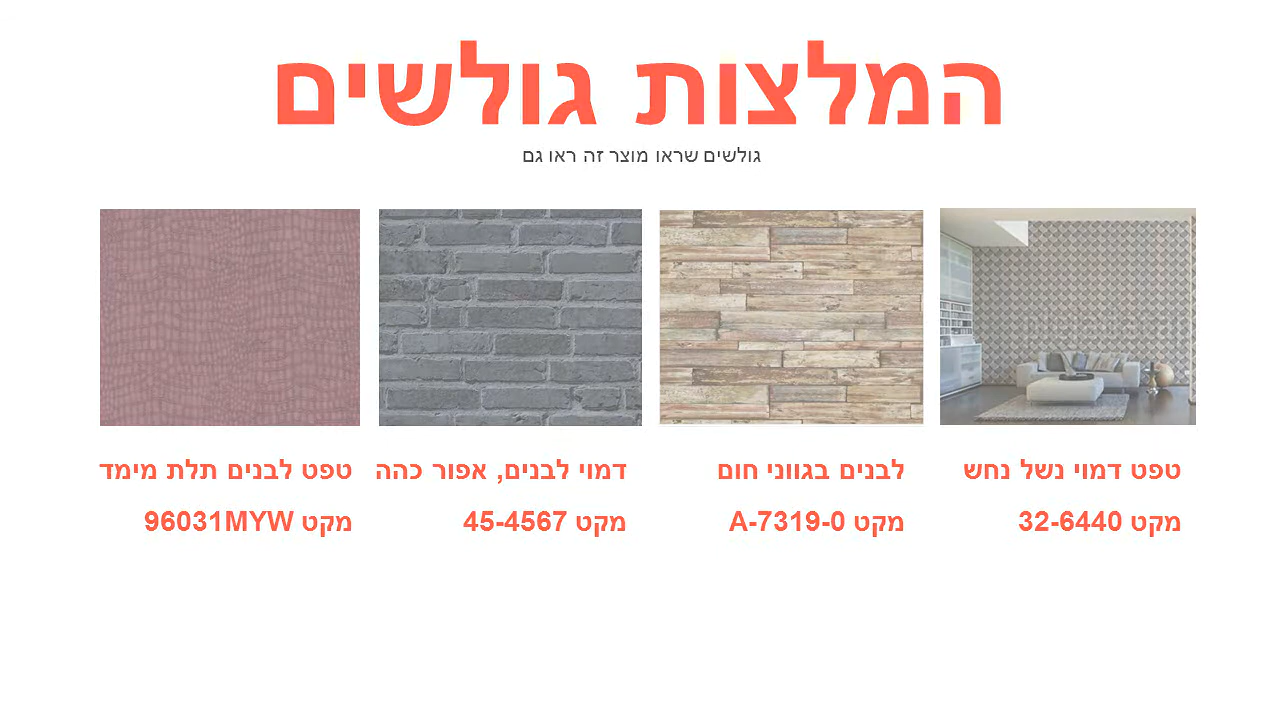 המלצות גולשים
גולשים שראו מוצר זה ראו גם
טפט דמוי נשל נחש
מקט 32-6440
לבנים בגווני חום
מקט A-7319-0
דמוי לבנים, אפור כהה
מקט 45-4567
טפט לבנים תלת מימד
מקט 96031MYW